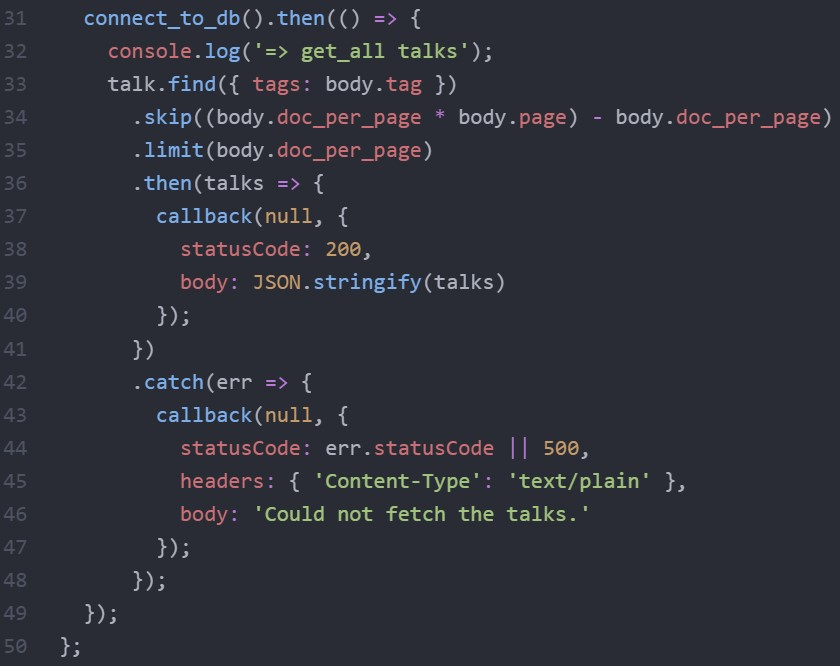 31 connect_to_db().then(() => {
32 console.log('=> get_all talks');
33 talk.find({ tags: body.tag })
34 .skip((body.doc_per_page * body.page) - body.doc_per_page)
35 .limit(body.doc_per_page)
36 .then(talks => {
37 callback(null, {
38 statusCode: 200,
39 body: JSON.stringify(talks)
40 });
41 })
42 .catch(err => {
43 callback(null, {
44 statusCode: err.statusCode || 500,
45 headers: { 'Content-Type': 'text/plain' },
46 body: 'Could not fetch the talks.'
47 });
48 });
49 });
50 };